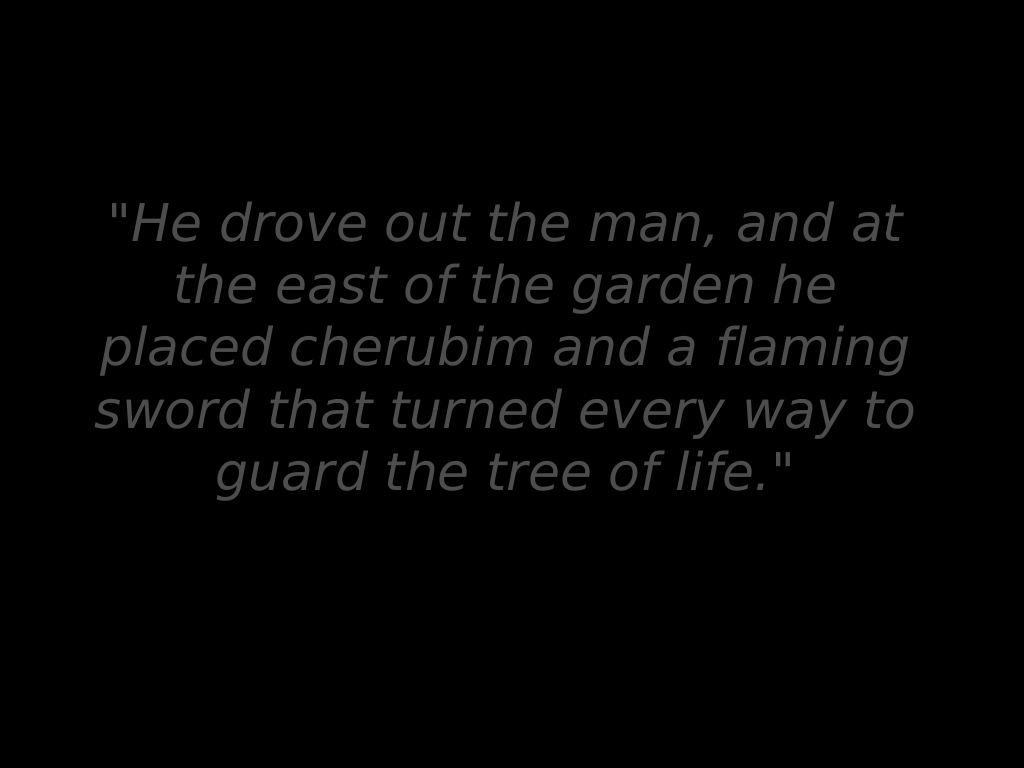 "He drove out the man, and at
the east of the garden he
placed cherubim and a flaming
sword that turned every way to
guard the tree of life."